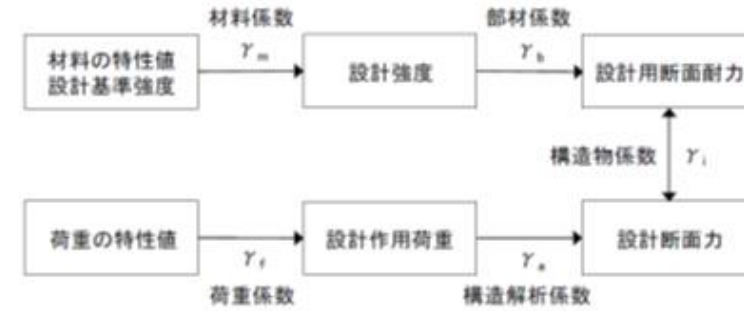 材料係数
部材係数
材料の特性値
設計基準強度
γm
設計強度
γb
設計用断面耐力
構造物係数
γi
荷重の特性値
設計作用荷重
設計断面力
γf
γa
荷重係数
構造解析係数